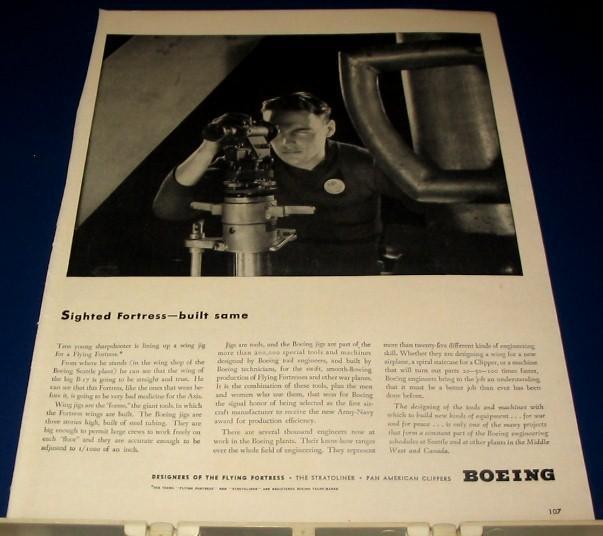 Sighted Fortress—built same
This young sharpshooter is lining up a wing jig
for a Flying Fortress.*
From where he stands (in the wing shop of the
Boeing Seattle plant) he can see that the wing of
the big B 17 is going to be straight and true. He
can see that this Fortress, like the ones that went be-
fore it, is going to be very bad medicine for the Axis.
Wing jigs are the "forms," the giant tools, in which
the Fortress wings are built. The Boeing jigs are
three stories high, built of steel tubing. They are
big enough to permit large crews to work freely on
each "floor" and they are accurate enough to be
adjusted to 1/1000 of an inch.
Jigs are tools, and the Boeing jigs are part of the
more than 200,000 special tools and machines
designed by Boeing tool engineers, and built by
Boeing technicians, for the swift, smooth-flowing
production of Flying Fortresses and other war planes.
It is the combination of these tools, plus the men
and women who use them, that won for Boeing
the signal honor of being selected as the first air-
craft manufacturer to receive the new Army-Navy
award for production efficiency.
There are several thousand engineers now at
work in the Boeing plants. Their know-how ranges
over the whole field of engineering. They represent
more than twenty-five different kinds of engineering
skill. Whether they are designing a wing for a new
airplane, a spiral staircase for a Clipper, or a machine
that will turn out parts 20—50—100 times faster,
Boeing engineers bring to the job an understanding
that it must be a better job than ever has been
done before.
The designing of the tools and machines with
which to build new kinds of equipment . . . for war
and for peace . . . is only one of the many projects
that form a constant part of the Boeing engineering
schedules at Seattle and at other plants in the Middle
West and Canada.
DESIGNERS OF THE FLYING FORTRESS • THE STRATOLINER • PAN AMERICAN CLIPPERS BOEING
*THE TERMS "FLYING FORTRESS" AND "STRATOLINER" ARE REGISTERED BOEING TRADE-MARKS
107